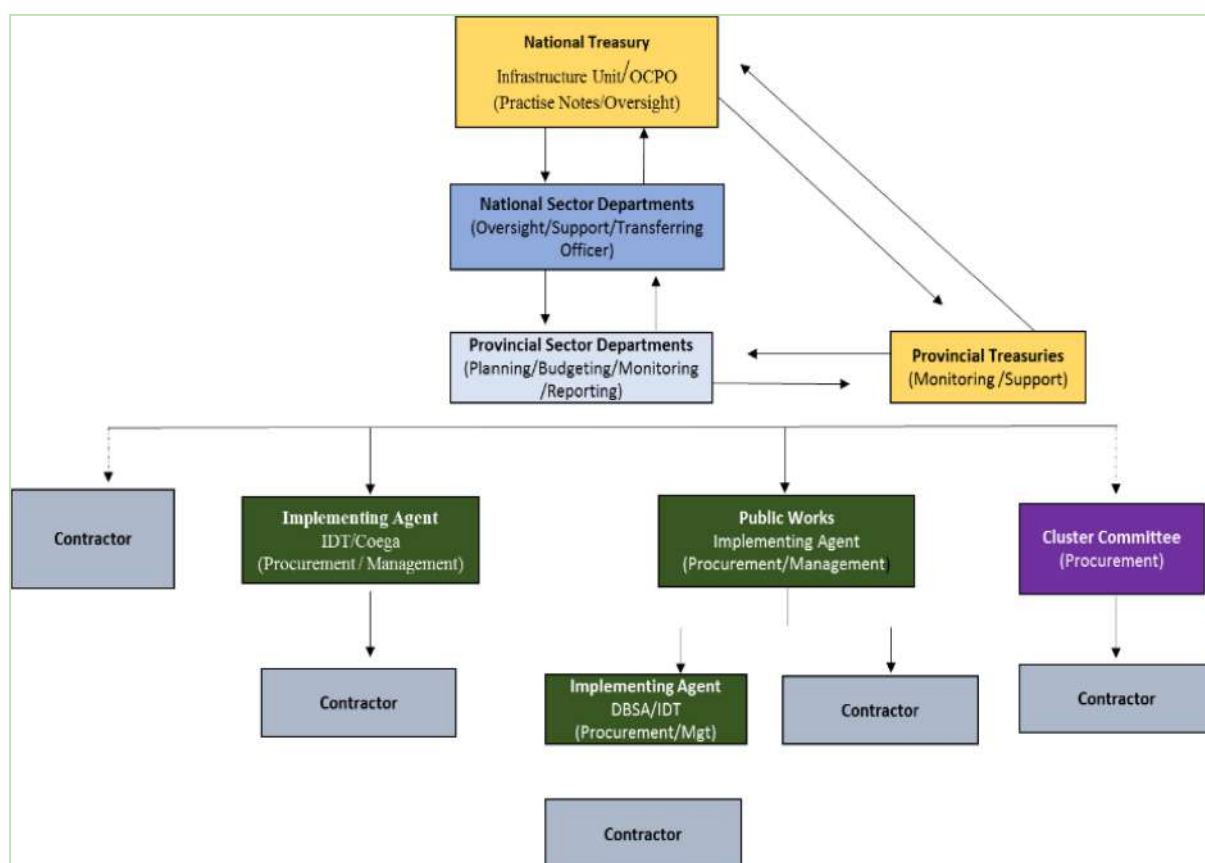 National Treasury
Infrastructure Unit/OCPO
(Practise Notes/Oversight)
National Sector Departments
(Oversight/Support/Transferring
Officer)
Provincial Sector Departments
(Planning/Budgeting/Monitoring
/Reporting)
Provincial Treasuries
(Monitoring /Support)
Contractor
Implementing Agent
IDT/Coega
(Procurement / Management)
Public Works
Implementing Agent
(Procurement/Management)
Cluster Committee
(Procurement)
Contractor
Implementing Agent
DBSA/IDT
(Procurement/Mgt)
Contractor
Contractor
Contractor